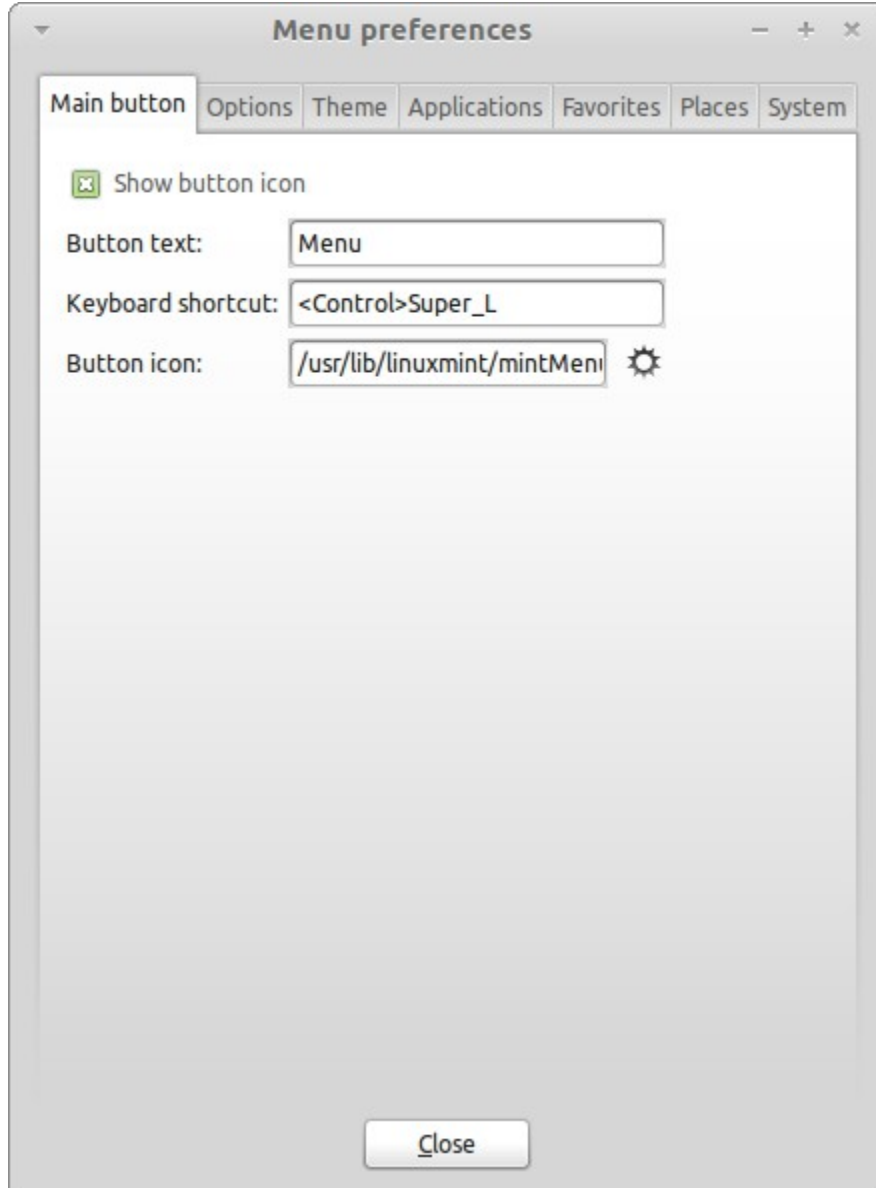 Menu preferences
Main button Options Theme Applications Favorites Places System
Show button icon
Button text: Menu
Keyboard shortcut: <Control>Super_L
Button icon: /usr/lib/linuxmint/mintMenu
Close